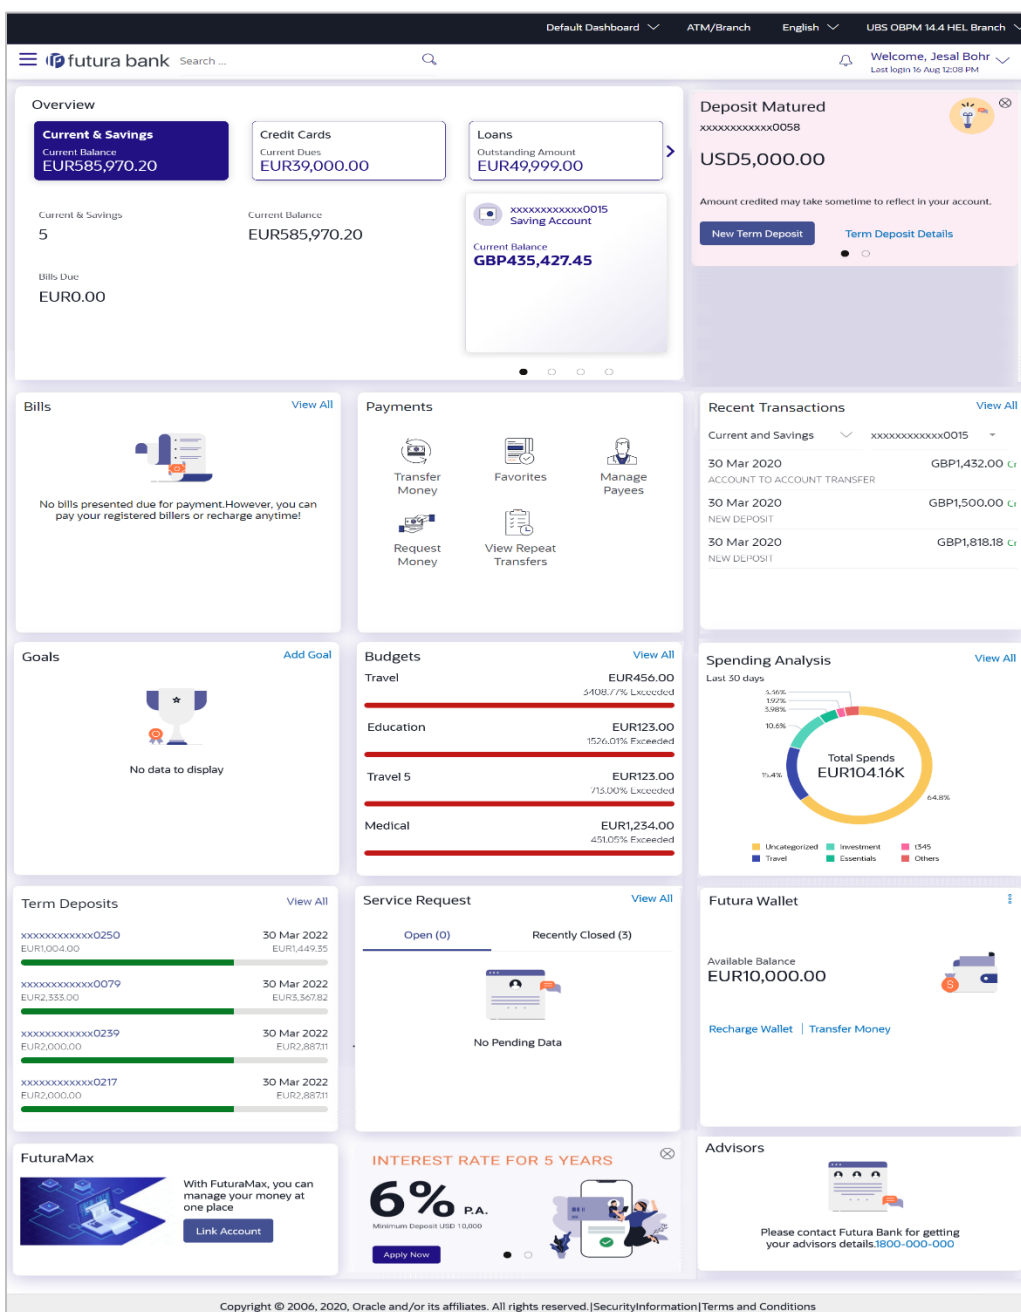 Default Dashboard
ATM/Branch
English
UBS OBPM 14.4 HEL Branch
futura bank
Search ...
Welcome, Jesal Bohr
Last login 16 Aug 12:08 PM
Overview
Current & Savings
Current Balance
EUR585,970.20
Credit Cards
Current Dues
EUR39,000.00
Loans
Outstanding Amount
EUR49,999.00
Current & Savings
5
Current Balance
EUR585,970.20
Bills Due
EUR0.00
xxxxxxxxxxxx0015
Saving Account
Current Balance
GBP435,427.45
Deposit Matured
xxxxxxxxxxxx0058
USD5,000.00
Amount credited may take sometime to reflect in your account.
New Term Deposit
Term Deposit Details
Bills
View All
No bills presented due for payment.However, you can
pay your registered billers or recharge anytime!
Payments
Transfer
Money
Favorites
Manage
Payees
Request
Money
View Repeat
Transfers
Recent Transactions
View All
Current and Savings
xxxxxxxxxxxx0015
30 Mar 2020
GBP1,432.00 Cr
ACCOUNT TO ACCOUNT TRANSFER
30 Mar 2020
GBP1,500.00 Cr
NEW DEPOSIT
30 Mar 2020
GBP1,818.18 Cr
NEW DEPOSIT
Goals
Add Goal
No data to display
Budgets
View All
Travel
EUR456.00
3408.77% Exceeded
Education
EUR123.00
1526.01% Exceeded
Travel 5
EUR123.00
713.00% Exceeded
Medical
EUR1,234.00
451.05% Exceeded
Spending Analysis
View All
Last 30 days
1.92%
10.6%
15.4%
64.8%
Total Spends
EUR104.16K
Uncategorized
Investment
t345
Travel
Essentials
Others
Term Deposits
View All
xxxxxxxxxxxx0250
30 Mar 2022
EUR1,004.00
EUR1,449.35
xxxxxxxxxxxx0079
30 Mar 2022
EUR2,333.00
EUR3,367.82
xxxxxxxxxxxx0239
30 Mar 2022
EUR2,000.00
EUR2,887.11
xxxxxxxxxxxx0217
30 Mar 2022
EUR2,000.00
EUR2,887.11
Service Request
View All
Open (0)
Recently Closed (3)
No Pending Data
Futura Wallet
Available Balance
EUR10,000.00
Recharge Wallet
Transfer Money
FuturaMax
With FuturaMax, you can
manage your money at
one place
Link Account
INTEREST RATE FOR 5 YEARS
6% P.A.
Minimum Deposit USD 10,000
Apply Now
Advisors
Please contact Futura Bank for getting
your advisors details.1800-000-000
Copyright © 2006, 2020, Oracle and/or its affiliates. All rights reserved.|SecurityInformation|Terms and Conditions